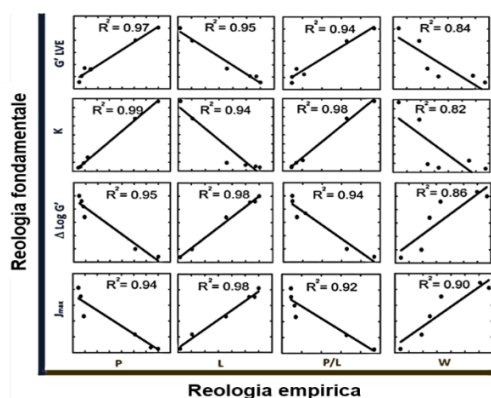 R² = 0.97 R² = 0.95 R² = 0.94 R² = 0.84
G' LVE
R² = 0.99 R² = 0.94 R² = 0.98 R² = 0.82
K
R² = 0.95 R² = 0.98 R² = 0.94 R² = 0.86
Δ Log G'
R² = 0.94 R² = 0.98 R² = 0.92 R² = 0.90
Jmax
Reologia fondamentale
P L P/L W
Reologia empirica